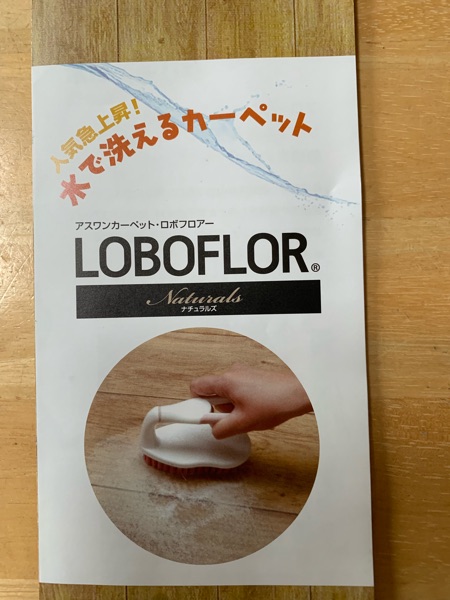 人気急上昇!
水で洗えるカーペット
アスワンカーペット・ロボフロアー
LOBOFLOR®
Naturals
ナチュラルズ